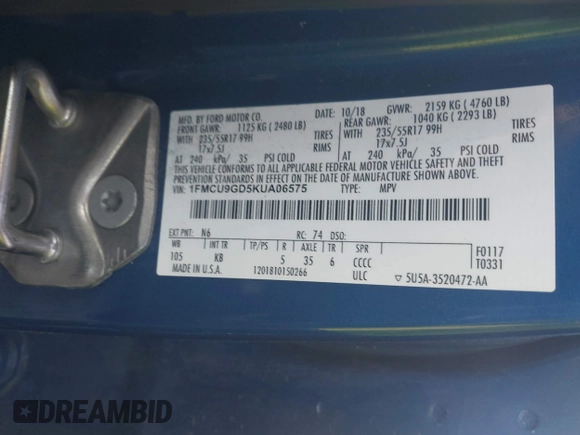 MFG. BY FORD MOTOR CO. 10/18 GVWR: 2159 KG ( 4760 LB)
FRONT GAWR: 1125 KG ( 2480 LB) REAR GAWR: 1040 KG ( 2293 LB)
WITH 235/55R17 99H TIRES WITH 235/55R17 99H TIRES
17x7.5J RIMS 17x7.5J RIMS
AT 240 kPa/ 35 PSI COLD AT 240 kPa/ 35 PSI COLD
THIS VEHICLE CONFORMS TO ALL APPLICABLE FEDERAL MOTOR VEHICLE SAFETY AND THEFT
PREVENTION STANDARDS IN EFFECT ON THE DATE OF MANUFACTURE SHOWN ABOVE.
VIN: 1FMCU9GD5KUA06575 TYPE: MPV
EXT PNT: N6 RC: 74 DSO:
WB INT TR TP/PS R AXLE TR SPR F0117
105 KB 5 35 6 CCCC T0331
MADE IN U.S.A. 1201810150266 ULC ▽ 5U5A-3520472-AA
DREAMBID